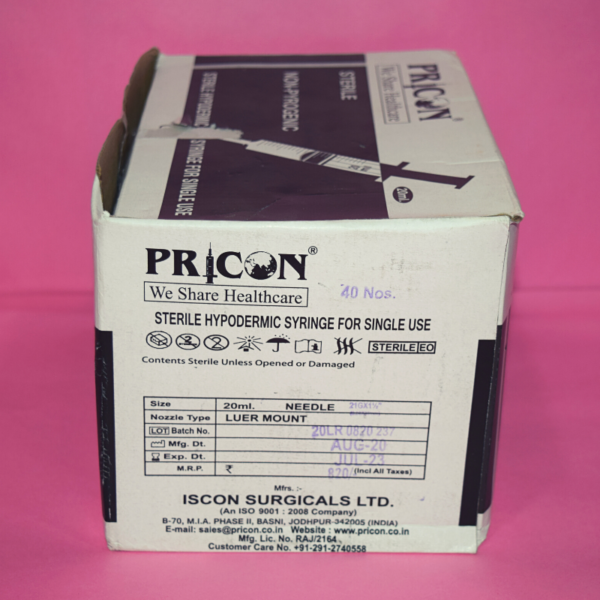 PRICON®
We Share Healthcare
STERILE
NON-PYROGENIC
STERILE HYPODERMIC SYRINGE FOR SINGLE USE
20ml.
PRICON®
We Share Healthcare
40 Nos.
STERILE HYPODERMIC SYRINGE FOR SINGLE USE
STERILE EO
Contents Sterile Unless Opened or Damaged
Size 20ml. NEEDLE 21GX1½"
Nozzle Type LUER MOUNT
LOT Batch No. 20LR 0820 237
Mfg. Dt. AUG-20
Exp. Dt. JUL-23
M.R.P. ₹ 820/ (Incl All Taxes)
Mfrs. :-
ISCON SURGICALS LTD.
(An ISO 9001 : 2008 Company)
B-70, M.I.A. PHASE II, BASNI, JODHPUR-342005 (INDIA)
E-mail: sales@pricon.co.in Website : www.pricon.co.in
Mfg. Lic. No. RAJ/2164
Customer Care No. +91-291-2740558